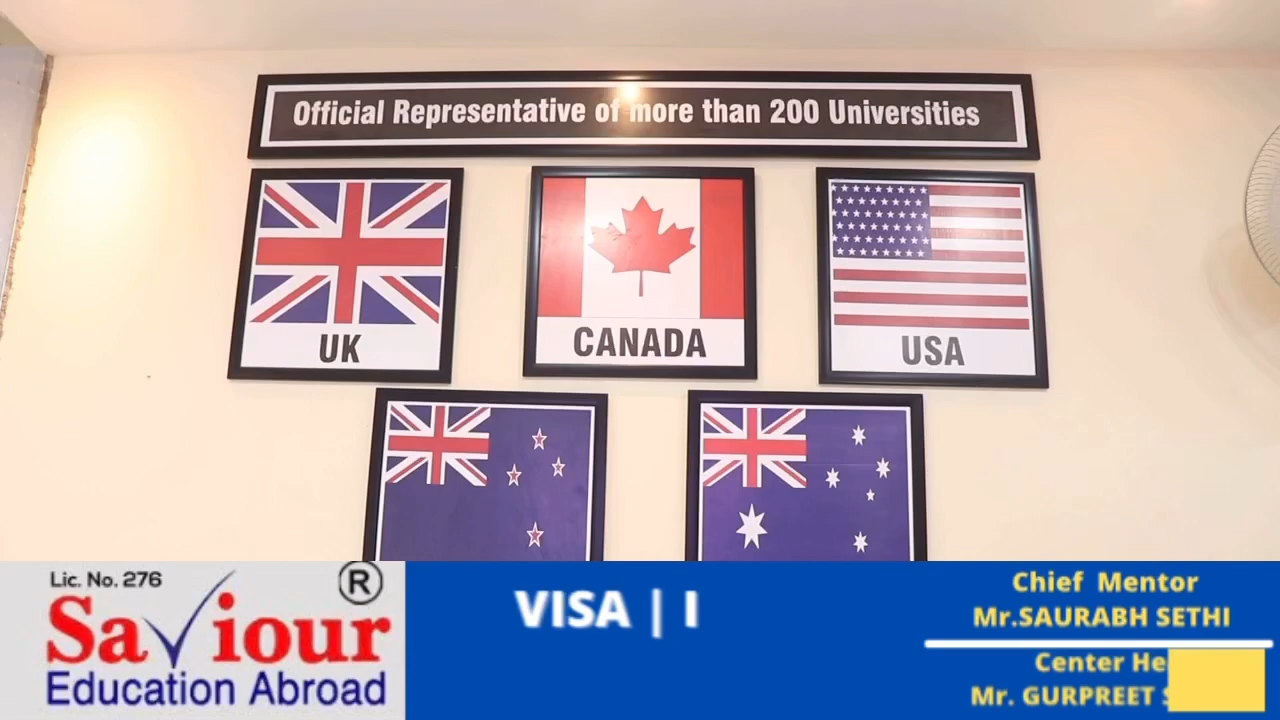 Official Representative of more than 200 Universities
UK
CANADA
USA
Lic. No. 276
®
Saviour
Education Abroad
VISA | I
Chief Mentor
Mr.SAURABH SETHI
Center
Mr. GURPREET